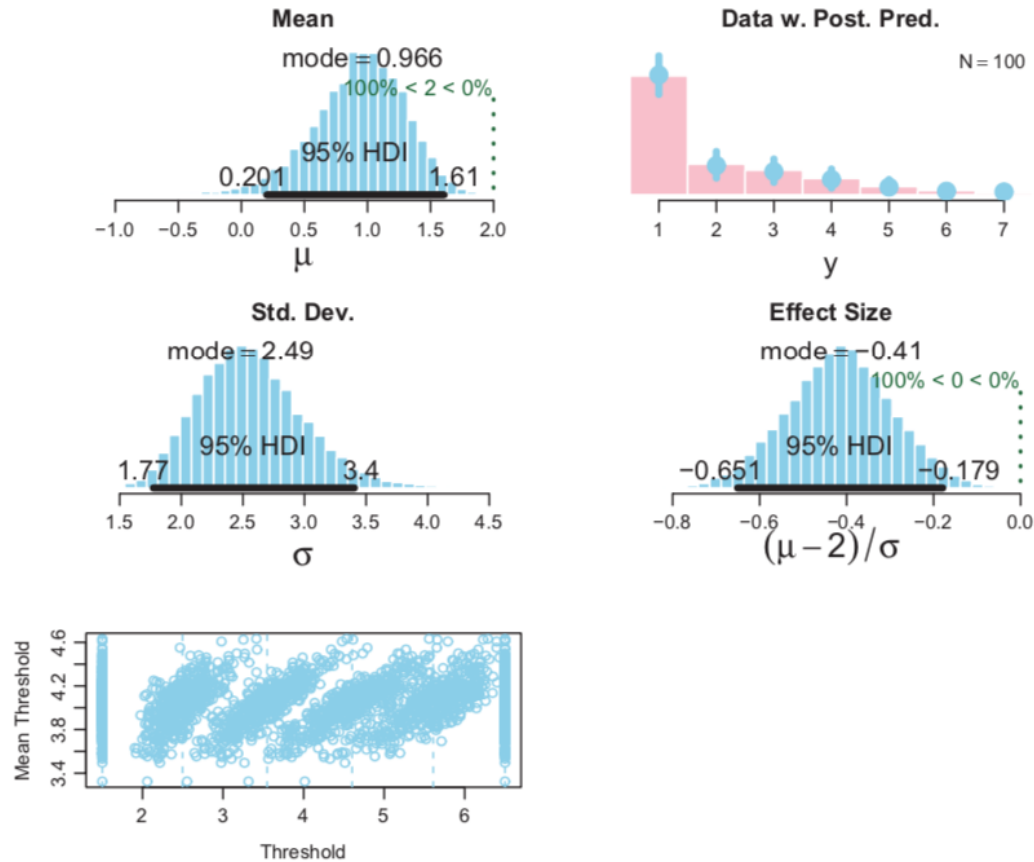 Mean
mode = 0.966
100% < 2 < 0%
95% HDI
0.201 1.61
−1.0 −0.5 0.0 0.5 1.0 1.5 2.0
μ
Data w. Post. Pred.
N = 100
1 2 3 4 5 6 7
y
Std. Dev.
mode = 2.49
95% HDI
1.77 3.4
1.5 2.0 2.5 3.0 3.5 4.0 4.5
σ
Effect Size
mode = −0.41
100% < 0 < 0%
95% HDI
−0.651 −0.179
−0.8 −0.6 −0.4 −0.2 0.0
(μ − 2) / σ
Mean Threshold
3.4 3.8 4.2 4.6
2 3 4 5 6
Threshold